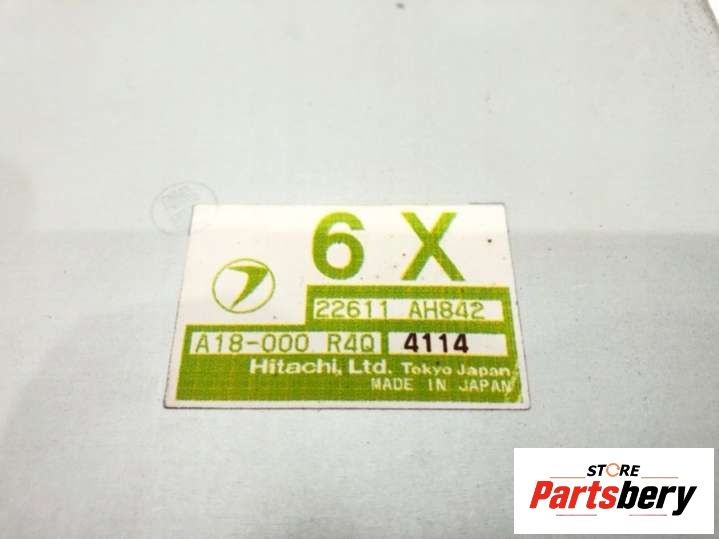 6 X
22611 AH842
A18-000 R4Q 4114
Hitachi, Ltd. Tokyo Japan
MADE IN JAPAN
STORE
Partsbery